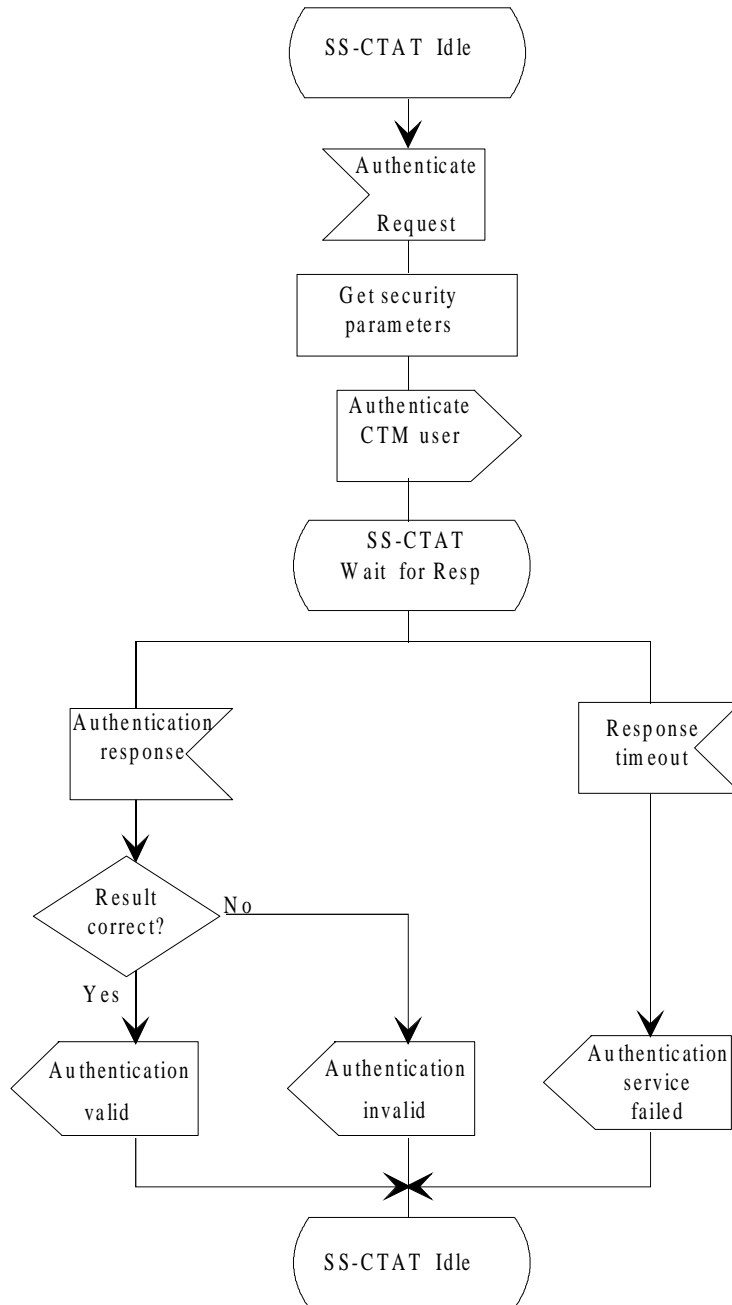 SS-CTAT Idle
Authenticate
Request
Get security
parameters
Authenticate
CTM user
SS-CTAT
Wait for Resp
Authentication
response
Response
timeout
Result
correct?
No
Yes
Authentication
valid
Authentication
invalid
Authentication
service
failed
SS-CTAT Idle